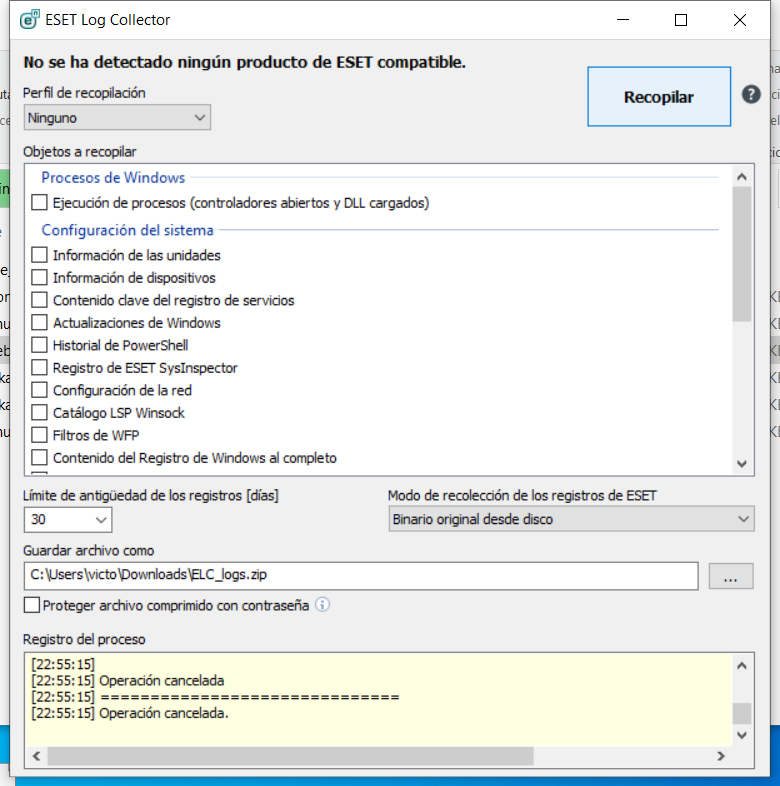 ESET Log Collector
No se ha detectado ningún producto de ESET compatible.
Perfil de recopilación
Ninguno
Recopilar
?
Objetos a recopilar
Procesos de Windows
Ejecución de procesos (controladores abiertos y DLL cargados)
Configuración del sistema
Información de las unidades
Información de dispositivos
Contenido clave del registro de servicios
Actualizaciones de Windows
Historial de PowerShell
Registro de ESET SysInspector
Configuración de la red
Catálogo LSP Winsock
Filtros de WFP
Contenido del Registro de Windows al completo
Límite de antigüedad de los registros [días]
Modo de recolección de los registros de ESET
30
Binario original desde disco
Guardar archivo como
C:\Users\victo\Downloads\ELC_logs.zip
...
Proteger archivo comprimido con contraseña
Registro del proceso
[22:55:15]
[22:55:15] Operación cancelada
[22:55:15] ==============================
[22:55:15] Operación cancelada.